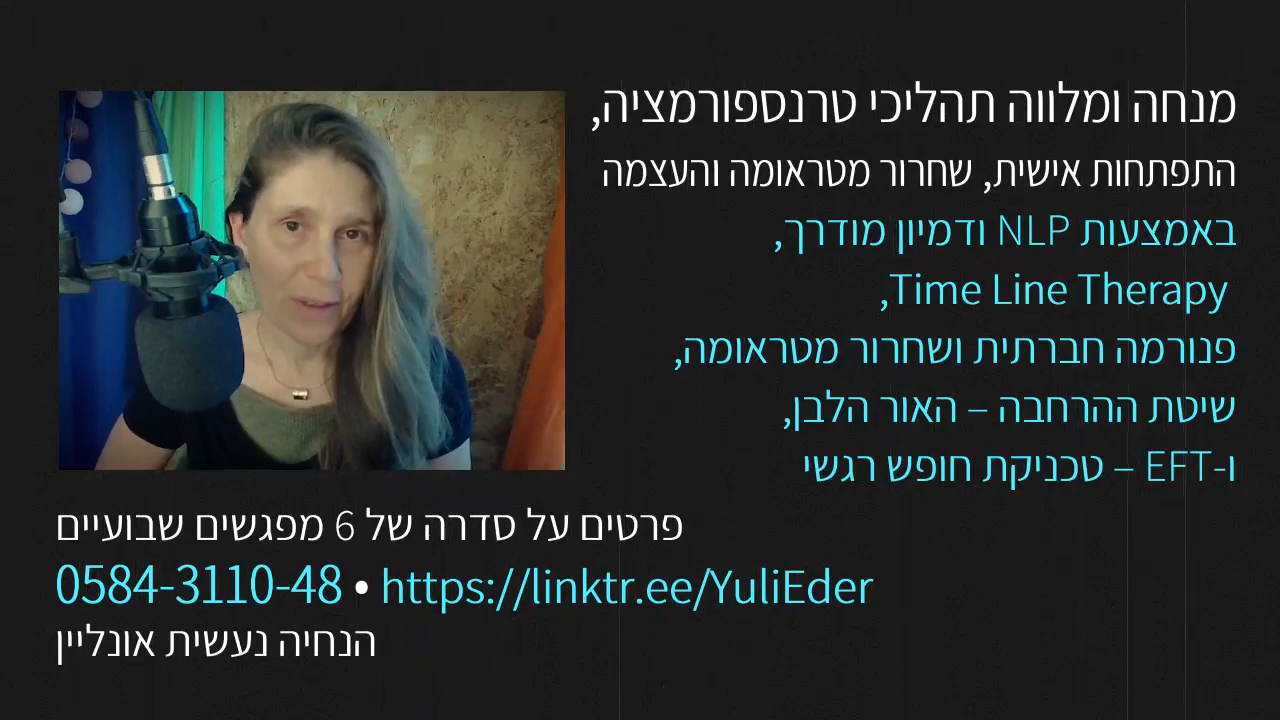 מנחה ומלווה תהליכי טרנספורמציה,
התפתחות אישית, שחרור מטראומה והעצמה
באמצעות NLP ודמיון מודרך,
Time Line Therapy,
פנורמה חברתית ושחרור מטראומה,
שיטת ההרחבה – האור הלבן,
ו-EFT – טכניקת חופש רגשי
פרטים על סדרה של 6 מפגשים שבועיים
0584-3110-48 • https://linktr.ee/YuliEder
הנחיה נעשית אונליין